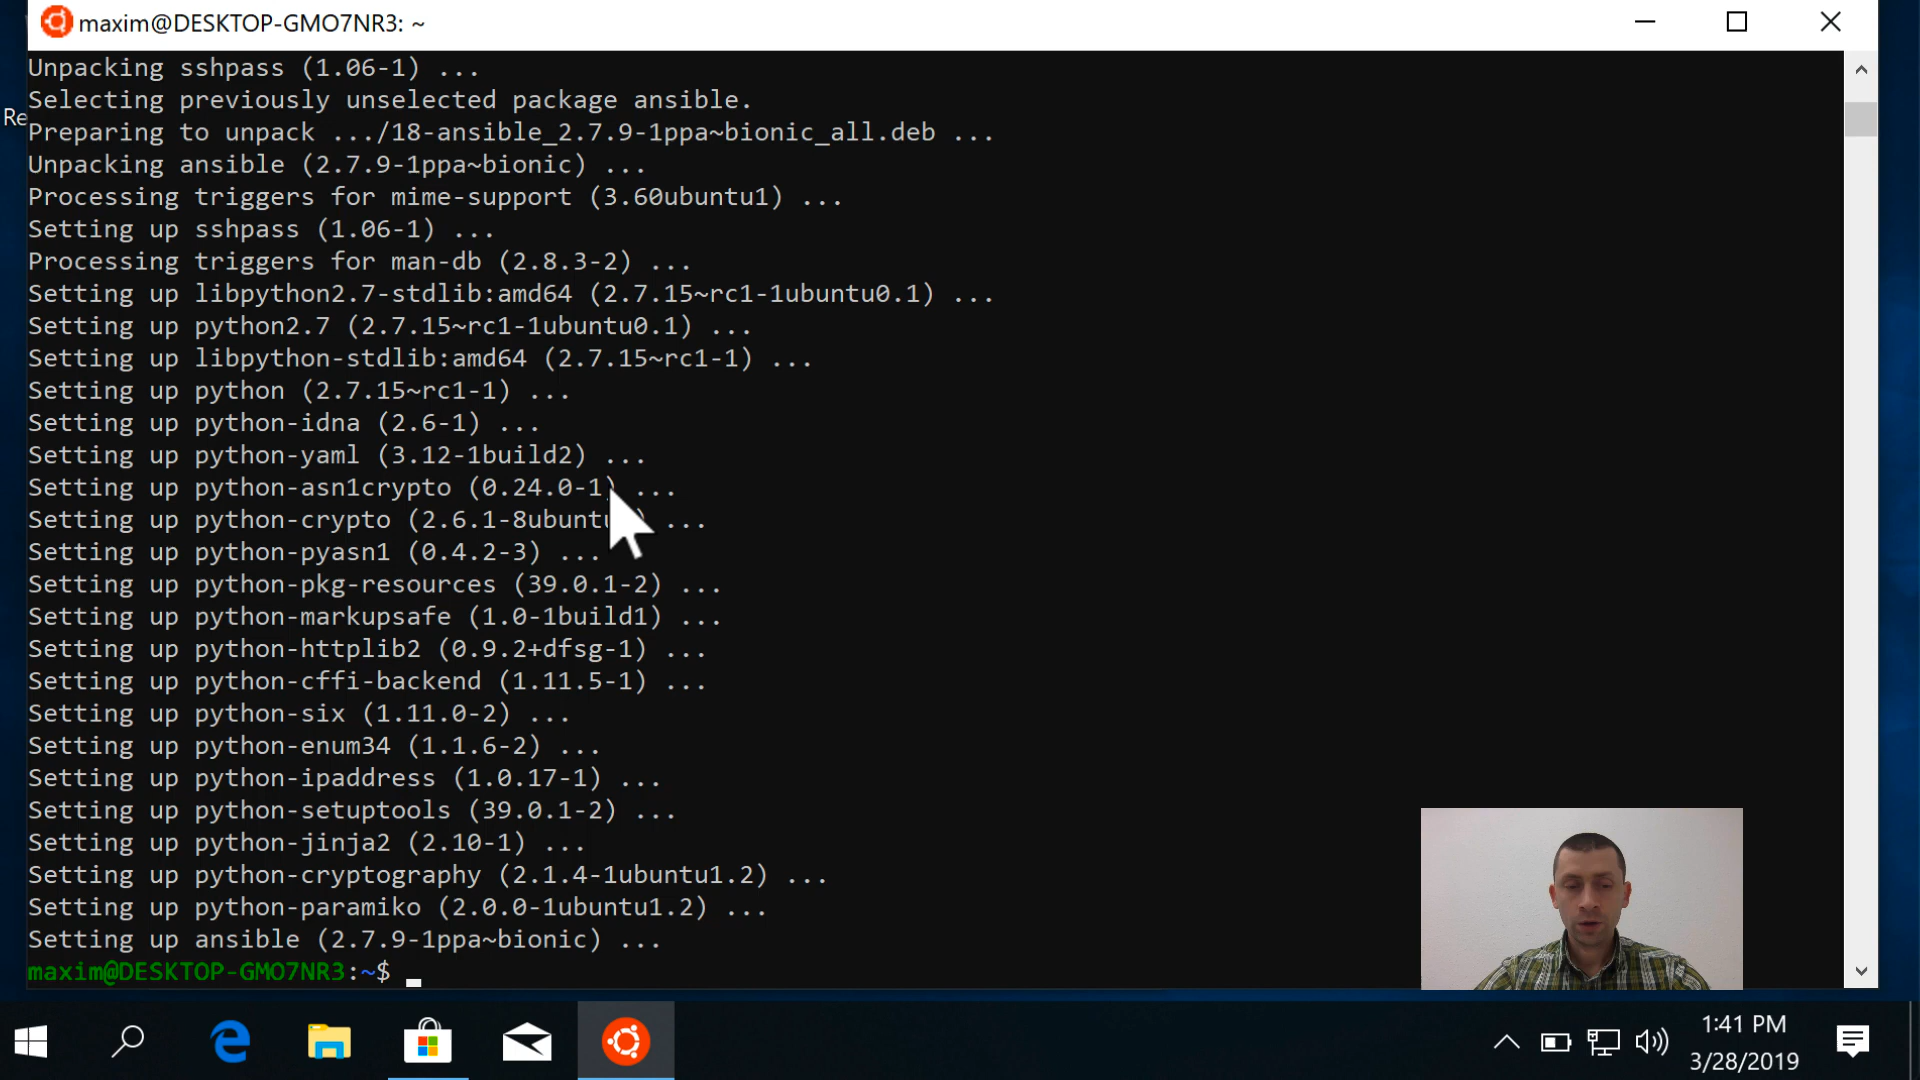 maxim@DESKTOP-GMO7NR3: ~
Re
Unpacking sshpass (1.06-1) ...
Selecting previously unselected package ansible.
Preparing to unpack .../18-ansible_2.7.9-1ppa~bionic_all.deb ...
Unpacking ansible (2.7.9-1ppa~bionic) ...
Processing triggers for mime-support (3.60ubuntu1) ...
Setting up sshpass (1.06-1) ...
Processing triggers for man-db (2.8.3-2) ...
Setting up libpython2.7-stdlib:amd64 (2.7.15~rc1-1ubuntu0.1) ...
Setting up python2.7 (2.7.15~rc1-1ubuntu0.1) ...
Setting up libpython-stdlib:amd64 (2.7.15~rc1-1) ...
Setting up python (2.7.15~rc1-1) ...
Setting up python-idna (2.6-1) ...
Setting up python-yaml (3.12-1build2) ...
Setting up python-asn1crypto (0.24.0-1) ...
Setting up python-crypto (2.6.1-8ubuntu ) ...
Setting up python-pyasn1 (0.4.2-3) ...
Setting up python-pkg-resources (39.0.1-2) ...
Setting up python-markupsafe (1.0-1build1) ...
Setting up python-httplib2 (0.9.2+dfsg-1) ...
Setting up python-cffi-backend (1.11.5-1) ...
Setting up python-six (1.11.0-2) ...
Setting up python-enum34 (1.1.6-2) ...
Setting up python-ipaddress (1.0.17-1) ...
Setting up python-setuptools (39.0.1-2) ...
Setting up python-jinja2 (2.10-1) ...
Setting up python-cryptography (2.1.4-1ubuntu1.2) ...
Setting up python-paramiko (2.0.0-1ubuntu1.2) ...
Setting up ansible (2.7.9-1ppa~bionic) ...
maxim@DESKTOP-GMO7NR3:~$
1:41 PM
3/28/2019